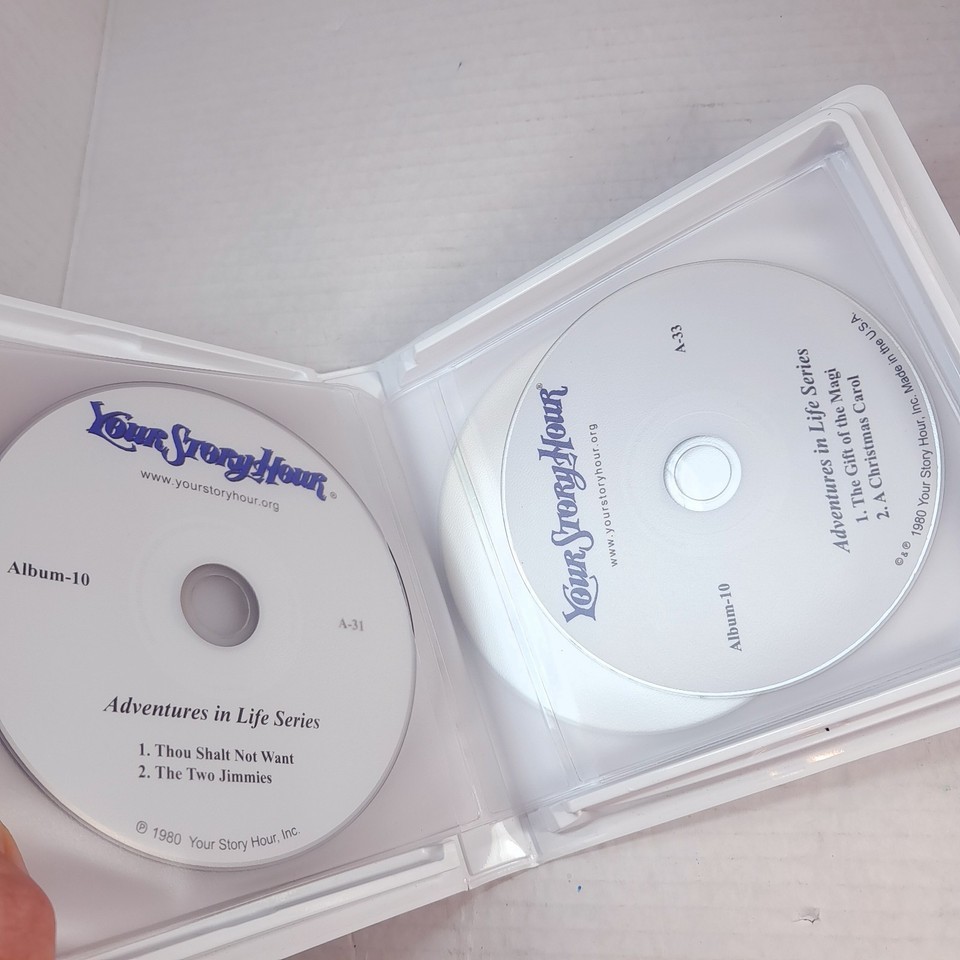 Your Story Hour®
www.yourstoryhour.org
Album-10
A-31
Adventures in Life Series
1. Thou Shalt Not Want
2. The Two Jimmies
℗ 1980 Your Story Hour, Inc.
Your Story Hour®
www.yourstoryhour.org
Album-10
A-33
Adventures in Life Series
1. The Gift of the Magi
2. A Christmas Carol
© & ℗ 1980 Your Story Hour, Inc. Made in the U.S.A.